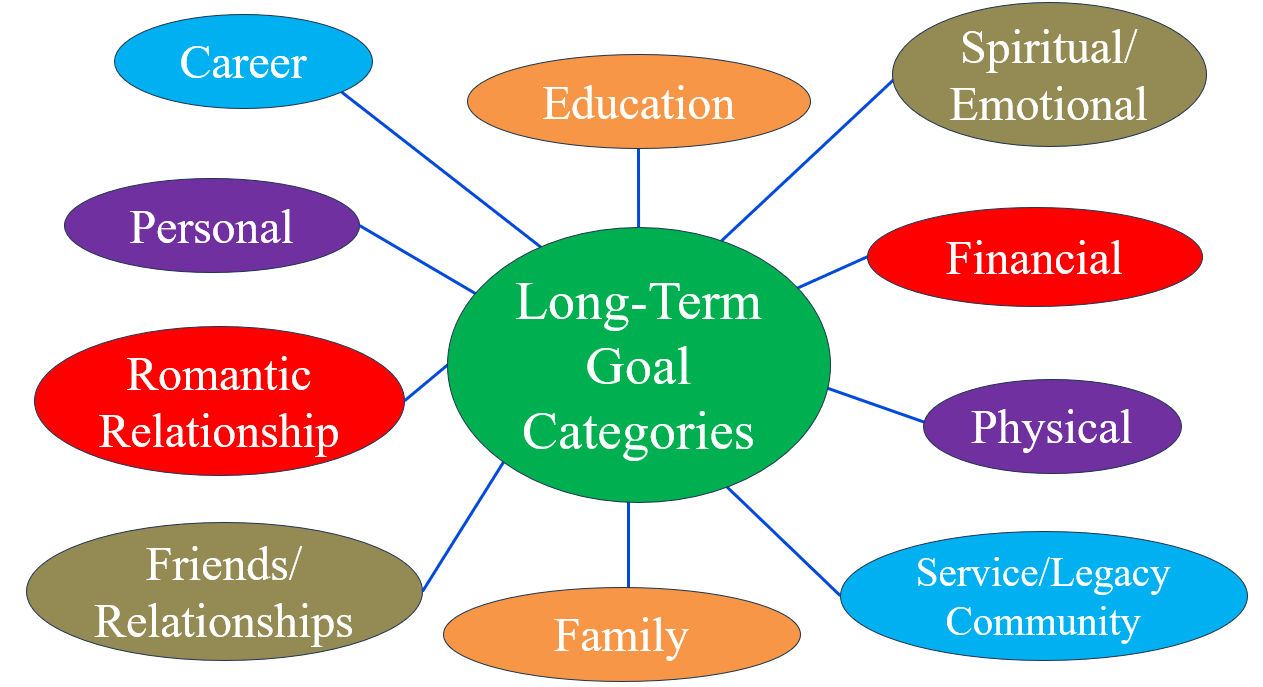 Career
Education
Spiritual/
Emotional
Personal
Financial
Long-Term
Goal
Categories
Romantic
Relationship
Physical
Friends/
Relationships
Family
Service/Legacy
Community